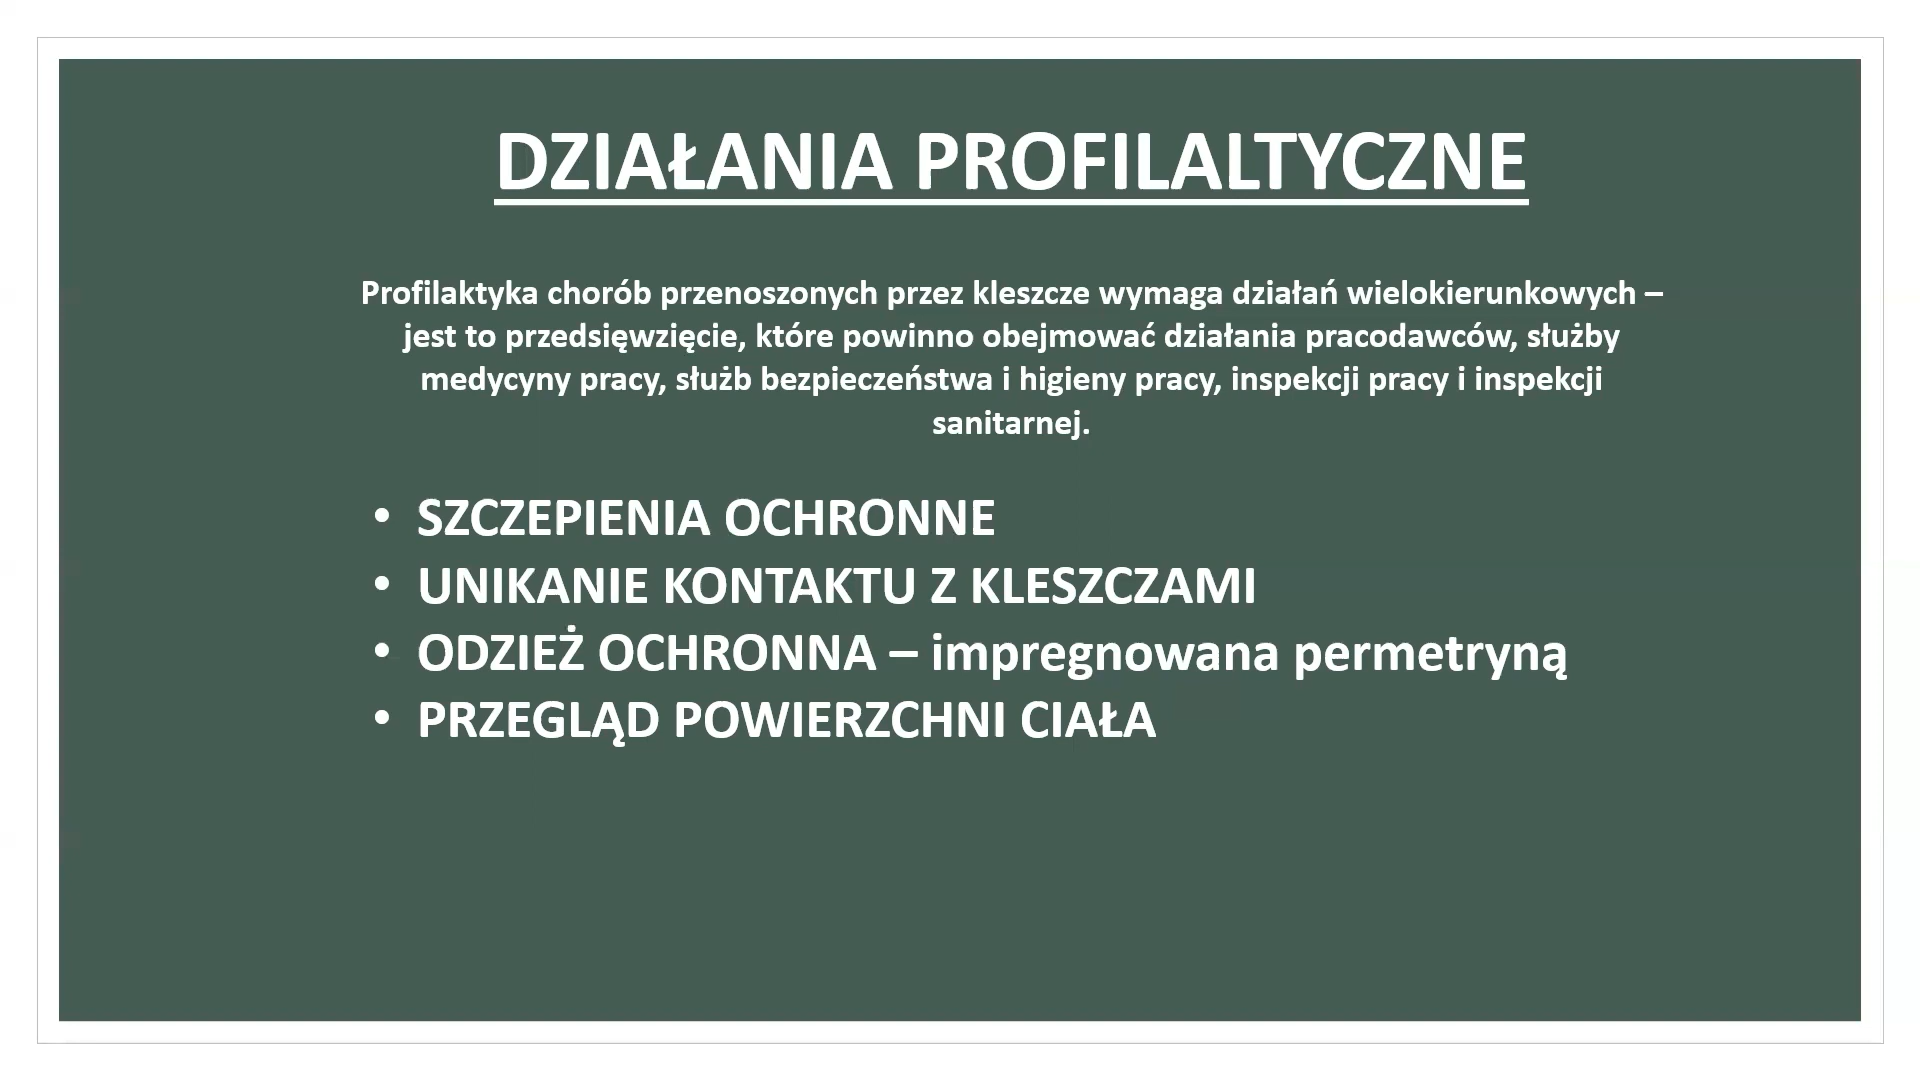 DZIAŁANIA PROFILALTYCZNE
Profilaktyka chorób przenoszonych przez kleszcze wymaga działań wielokierunkowych –
jest to przedsięwzięcie, które powinno obejmować działania pracodawców, służby
medycyny pracy, służb bezpieczeństwa i higieny pracy, inspekcji pracy i inspekcji
sanitarnej.
• SZCZEPIENIA OCHRONNE
• UNIKANIE KONTAKTU Z KLESZCZAMI
• ODZIEŻ OCHRONNA – impregnowana permetryną
• PRZEGLĄD POWIERZCHNI CIAŁA